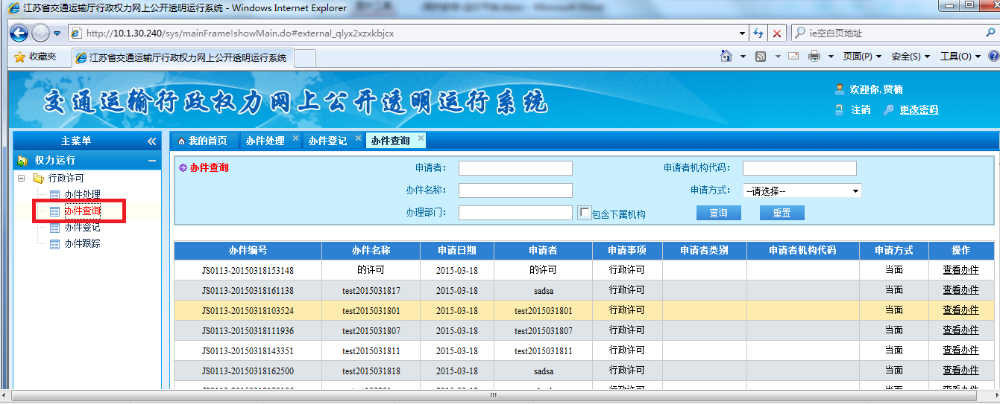 江苏省交通运输厅行政权力网上公开透明运行系统 - Windows Internet Explorer
http://10.1.30.240/sys/mainFrame!showMain.do#external_qlyx2xzxkbjcx
ie空白页地址
收藏夹
江苏省交通运输厅行政权力网上公开透明运行系统
页面(P)
安全(S)
工具(O)
交通运输行政权力网上公开透明运行系统
欢迎你,贾楠
注销
更改密码
主菜单
我的首页
办件处理
办件登记
办件查询
权力运行
行政许可
办件处理
办件查询
办件登记
办件跟踪
办件查询
申请者：
申请者机构代码：
办件名称：
申请方式：
--请选择--
办理部门：
包含下属机构
查询
重置
办件编号 办件名称 申请日期 申请者 申请事项 申请者类别 申请者机构代码 申请方式 操作
JS0113-20150318153148 的许可 2015-03-18 的许可 行政许可 当面 查看办件
JS0113-20150318161138 test2015031817 2015-03-18 sadsa 行政许可 当面 查看办件
JS0113-20150318103524 test2015031801 2015-03-18 test2015031801 行政许可 当面 查看办件
JS0113-20150318111936 test2015031807 2015-03-18 test2015031807 行政许可 当面 查看办件
JS0113-20150318143351 test2015031811 2015-03-18 test2015031811 行政许可 当面 查看办件
JS0113-20150318162500 test2015031818 2015-03-18 sadsa 行政许可 当面 查看办件